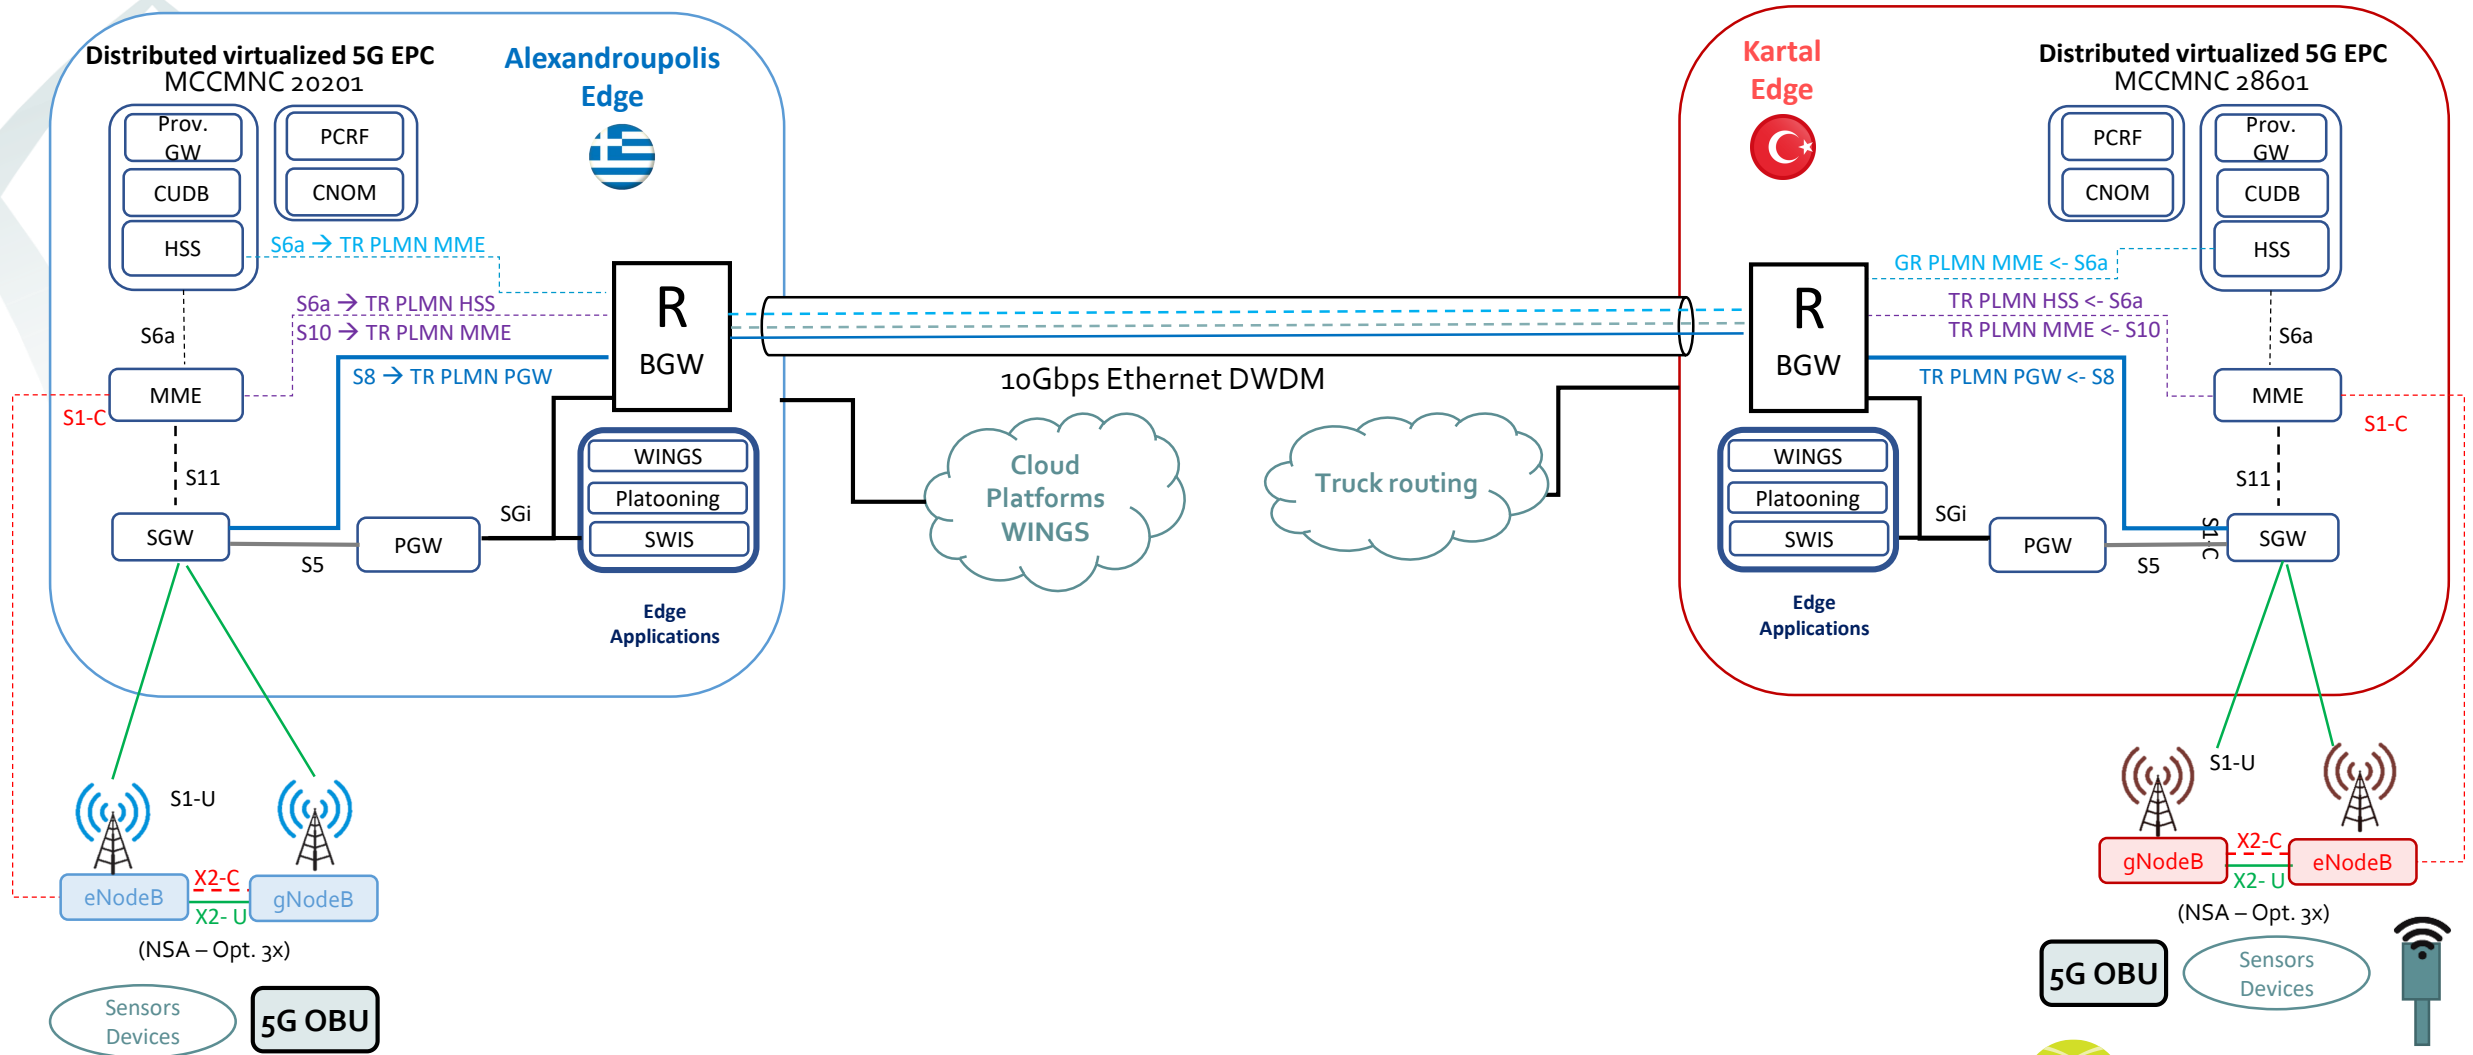 Distributed virtualized 5G EPC
MCCMNC 20201
Prov.
GW
CUDB
HSS
PCRF
CNOM
Alexandroupolis
Edge
S6a → TR PLMN MME
S6a → TR PLMN HSS
S10 → TR PLMN MME
S8 → TR PLMN PGW
S6a
MME
S1-C
S11
SGW
S5
PGW
SGi
R
BGW
WINGS
Platooning
SWIS
Edge
Applications
S1-U
eNodeB
X2-C
X2- U
gNodeB
(NSA – Opt. 3x)
Sensors
Devices
5G OBU
10Gbps Ethernet DWDM
Cloud
Platforms
WINGS
Truck routing
Kartal
Edge
Distributed virtualized 5G EPC
MCCMNC 28601
PCRF
CNOM
Prov.
GW
CUDB
HSS
GR PLMN MME <- S6a
TR PLMN HSS <- S6a
TR PLMN MME <- S10
TR PLMN PGW <- S8
R
BGW
S6a
MME
S1-C
S11
WINGS
Platooning
SWIS
SGi
PGW
S5
S1-C
SGW
Edge
Applications
S1-U
gNodeB
X2-C
X2- U
eNodeB
(NSA – Opt. 3x)
5G OBU
Sensors
Devices